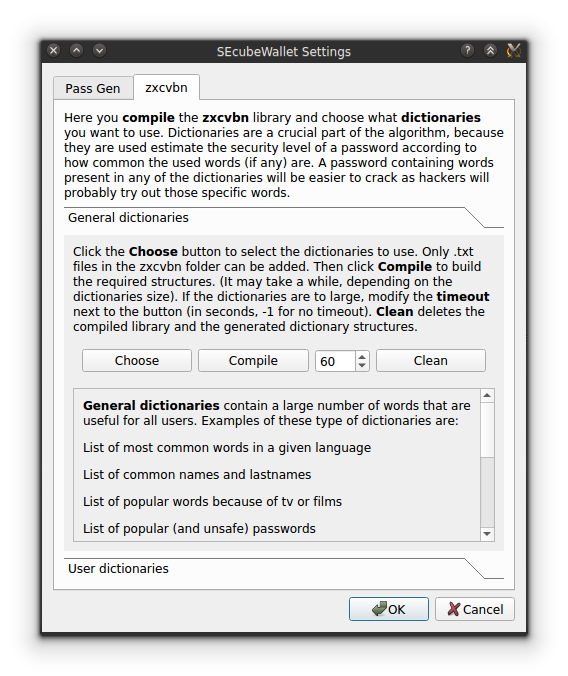 SEcubeWallet Settings
Pass Gen
zxcvbn
Here you compile the zxcvbn library and choose what dictionaries
you want to use. Dictionaries are a crucial part of the algorithm, because
they are used estimate the security level of a password according to
how common the used words (if any) are. A password containing words
present in any of the dictionaries will be easier to crack as hackers will
probably try out those specific words.
General dictionaries
Click the Choose button to select the dictionaries to use. Only .txt
files in the zxcvbn folder can be added. Then click Compile to build
the required structures. (It may take a while, depending on the
dictionaries size). If the dictionaries are to large, modify the timeout
next to the button (in seconds, -1 for no timeout). Clean deletes the
compiled library and the generated dictionary structures.
Choose
Compile
60
Clean
General dictionaries contain a large number of words that are
useful for all users. Examples of these type of dictionaries are:
List of most common words in a given language
List of common names and lastnames
List of popular words because of tv or films
List of popular (and unsafe) passwords
User dictionaries
OK
Cancel